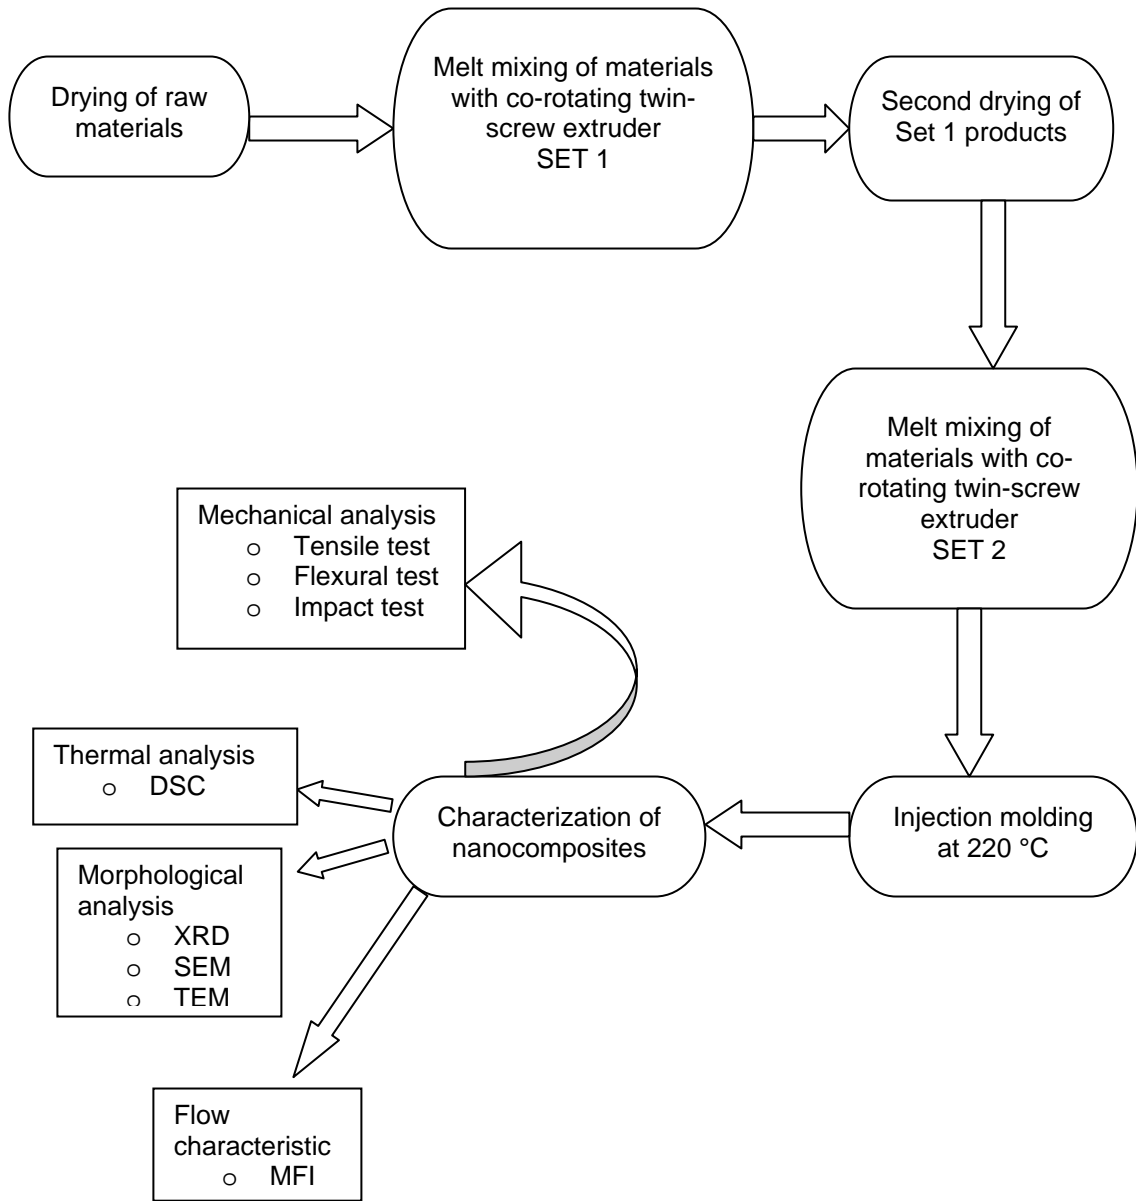 Drying of raw
materials
Melt mixing of materials
with co-rotating twin-
screw extruder
SET 1
Second drying of
Set 1 products
Melt mixing of
materials with co-
rotating twin-screw
extruder
SET 2
Injection molding
at 220 °C
Characterization of
nanocomposites
Mechanical analysis
o Tensile test
o Flexural test
o Impact test
Thermal analysis
o DSC
Morphological
analysis
o XRD
o SEM
o TEM
Flow
characteristic
o MFI